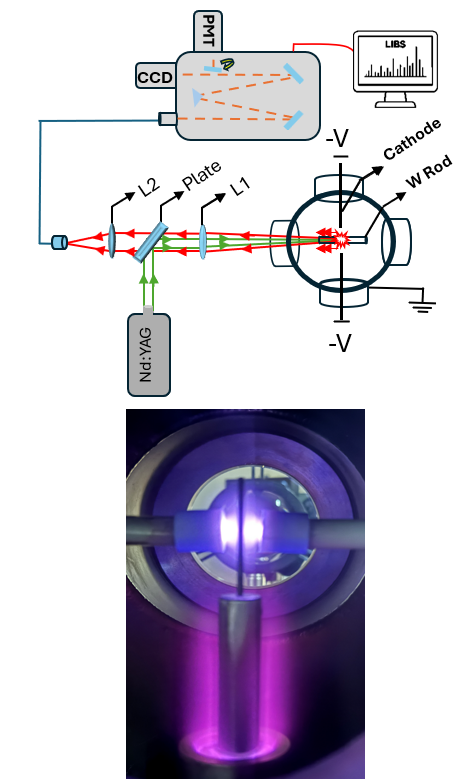 PMT
LIBS
CCD
-V
Cathode
W Rod
L2
Plate
L1
Nd:YAG
-V